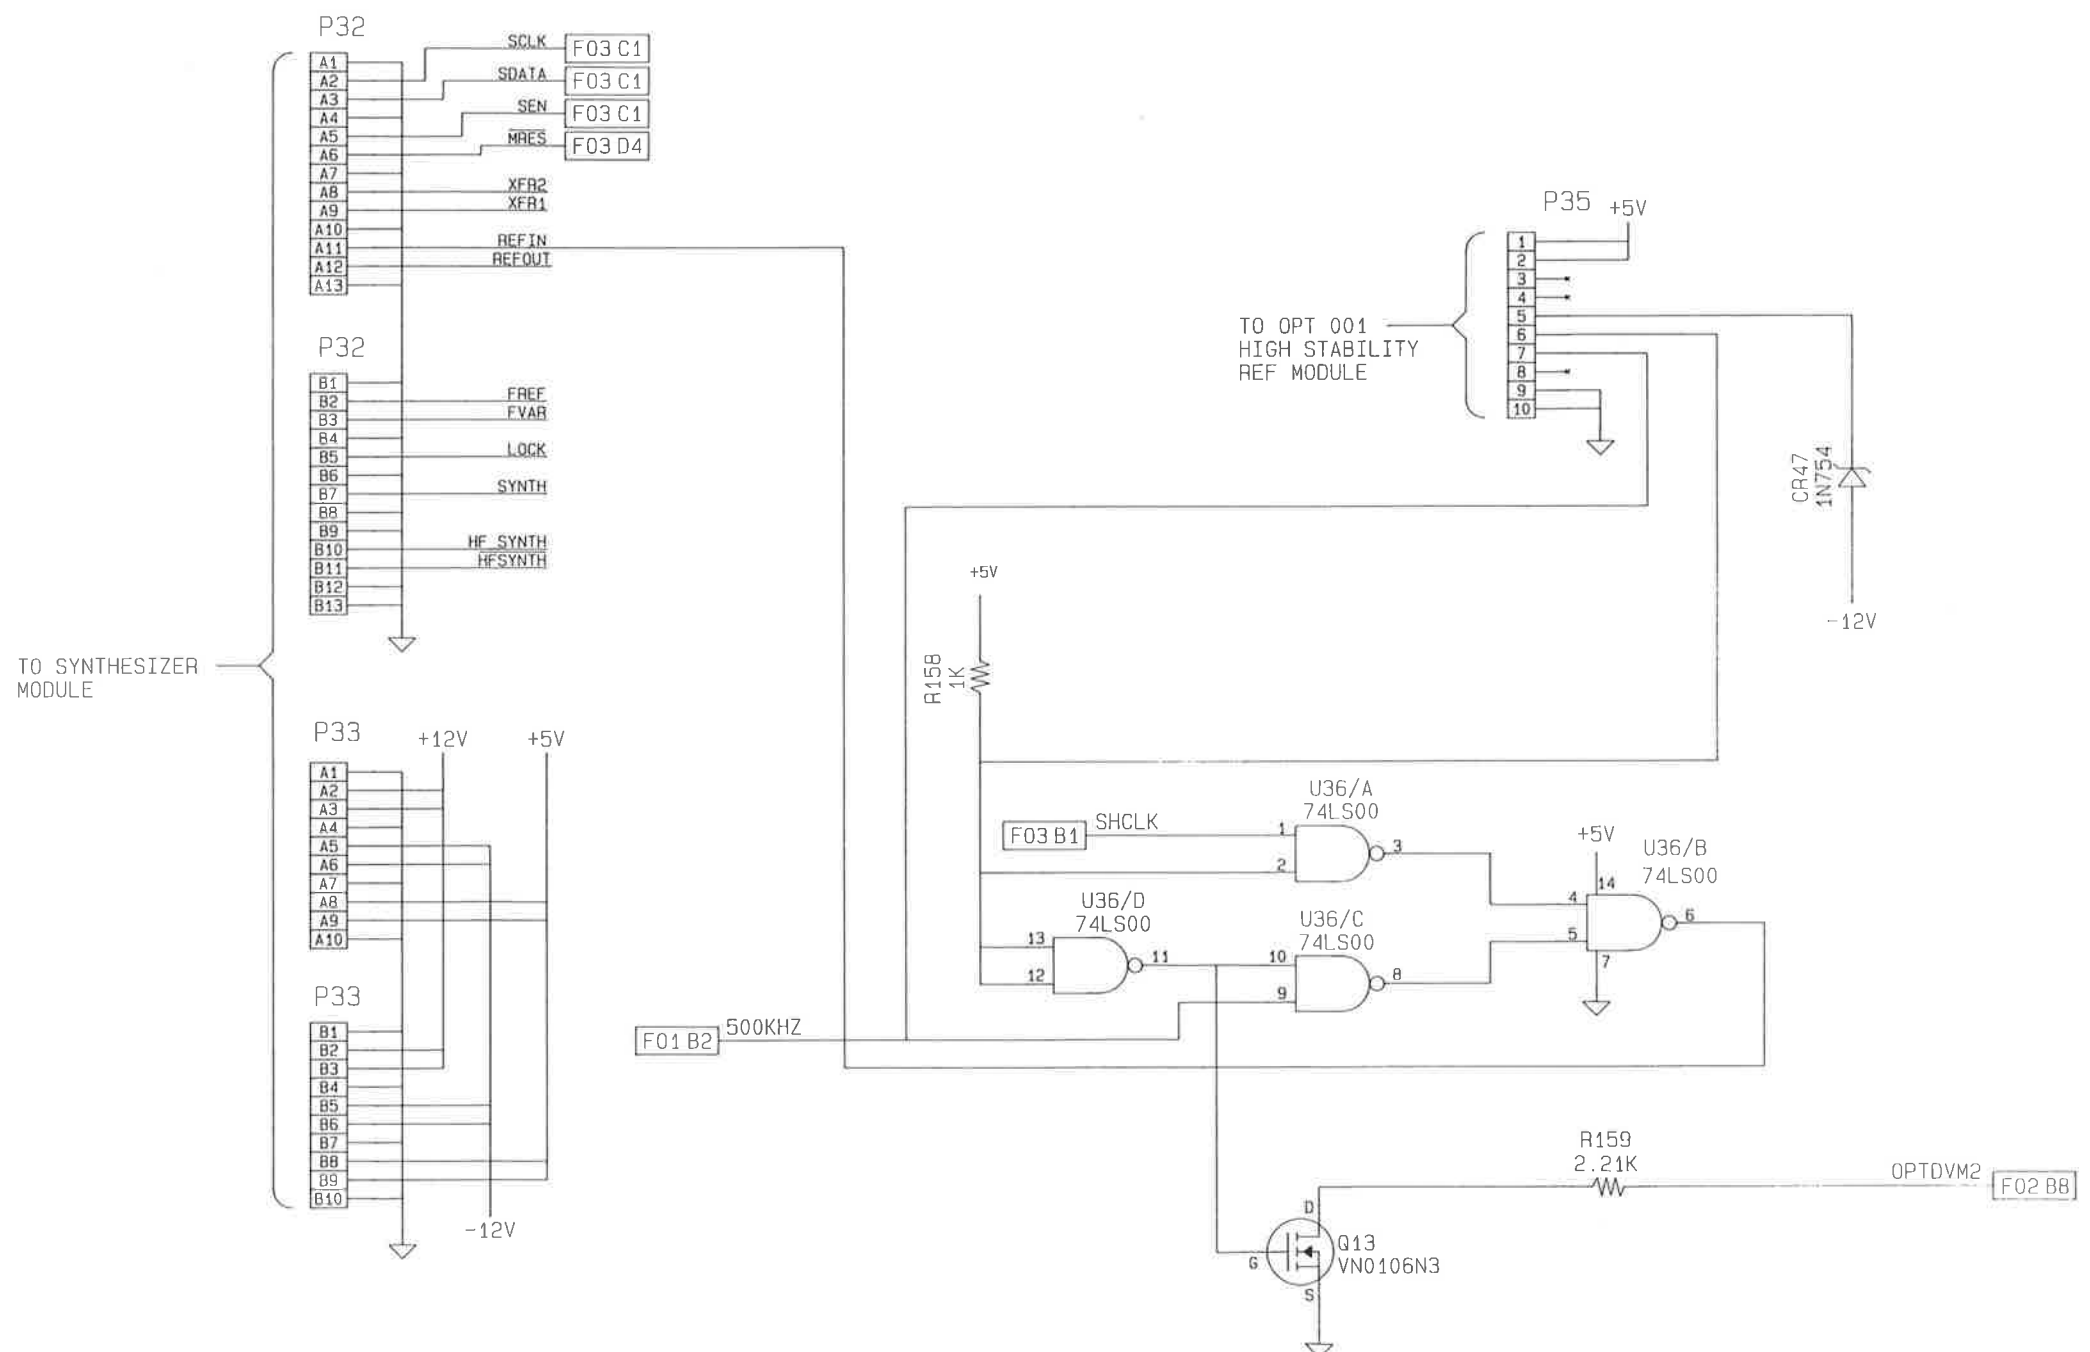 P32
A1
A2
A3
A4
A5
A6
A7
A8
A9
A10
A11
A12
A13
SCLK
F03 C1
SDATA
F03 C1
SEN
F03 C1
MRES
F03 D4
XFR2
XFR1
REFIN
REFOUT
P32
B1
B2
B3
B4
B5
B6
B7
B8
B9
B10
B11
B12
B13
FREF
FVAR
LOCK
SYNTH
HF SYNTH
HFSYNTH
TO SYNTHESIZER
MODULE
P33
+12V
+5V
A1
A2
A3
A4
A5
A6
A7
A8
A9
A10
P33
B1
B2
B3
B4
B5
B6
B7
B8
B9
B10
-12V
P35
+5V
1
2
3
4
5
6
7
8
9
10
TO OPT 001
HIGH STABILITY
REF MODULE
CR47
1N754
-12V
+5V
R158
1K
F03 B1
SHCLK
U36/A
74LS00
1
2
3
U36/D
74LS00
13
12
11
U36/C
74LS00
10
9
8
+5V
U36/B
74LS00
14
4
5
6
7
F01 B2
500KHZ
R159
2.21K
OPTDVM2
F02 B8
D
G
S
Q13
VN0106N3